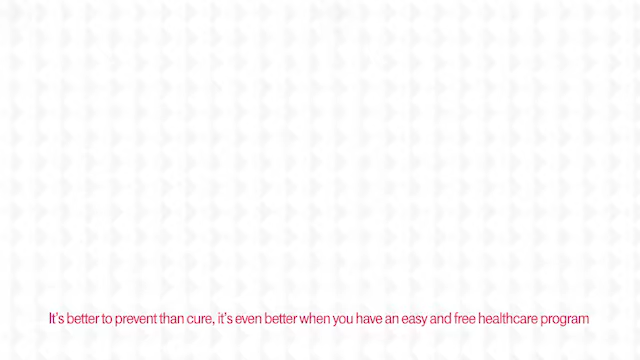 It's better to prevent than cure, it's even better when you have an easy and free healthcare program